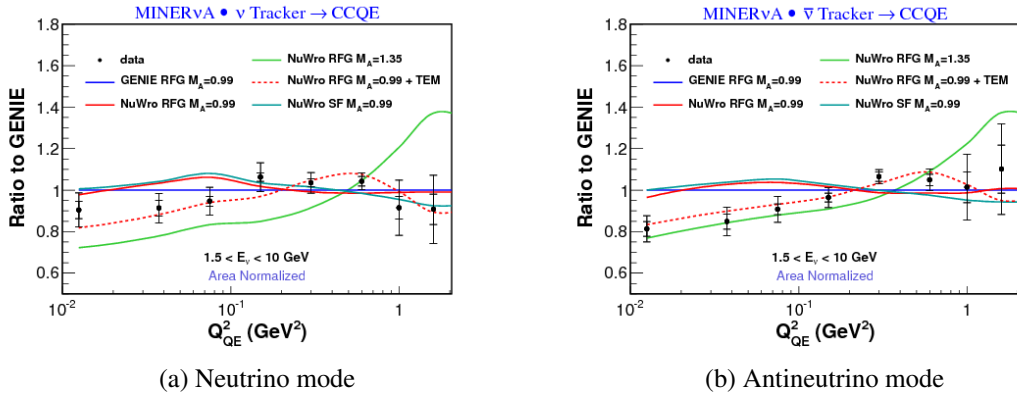 MINERνA ● ν Tracker → CCQE
1.8
1.6
1.4
1.2
1
0.8
0.6
Ratio to GENIE
data
GENIE RFG M_A=0.99
NuWro RFG M_A=0.99
NuWro RFG M_A=1.35
NuWro RFG M_A=0.99 + TEM
NuWro SF M_A=0.99
1.5 < E_ν < 10 GeV
Area Normalized
10⁻² 10⁻¹ 1
Q²_QE (GeV²)
(a) Neutrino mode
MINERνA ● ν̄ Tracker → CCQE
1.8
1.6
1.4
1.2
1
0.8
0.6
Ratio to GENIE
data
GENIE RFG M_A=0.99
NuWro RFG M_A=0.99
NuWro RFG M_A=1.35
NuWro RFG M_A=0.99 + TEM
NuWro SF M_A=0.99
1.5 < E_ν < 10 GeV
Area Normalized
10⁻² 10⁻¹ 1
Q²_QE (GeV²)
(b) Antineutrino mode